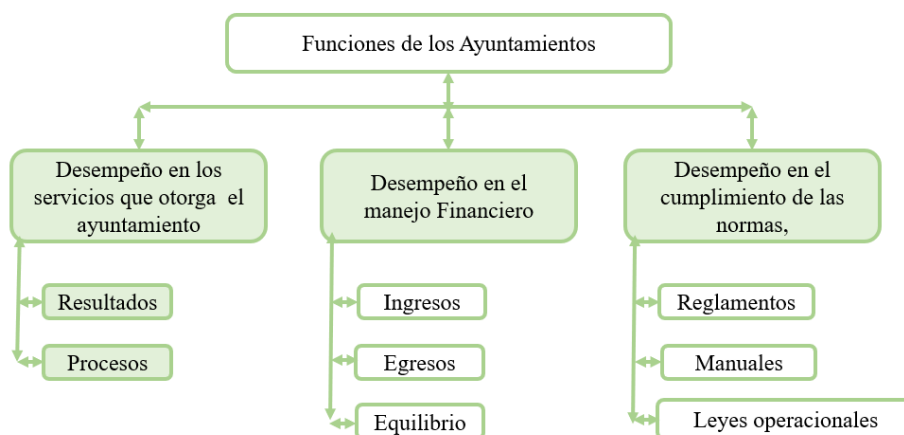 Funciones de los Ayuntamientos
Desempeño en los
servicios que otorga el
ayuntamiento
Resultados
Procesos
Desempeño en el
manejo Financiero
Ingresos
Egresos
Equilibrio
Desempeño en el
cumplimiento de las
normas,
Reglamentos
Manuales
Leyes operacionales